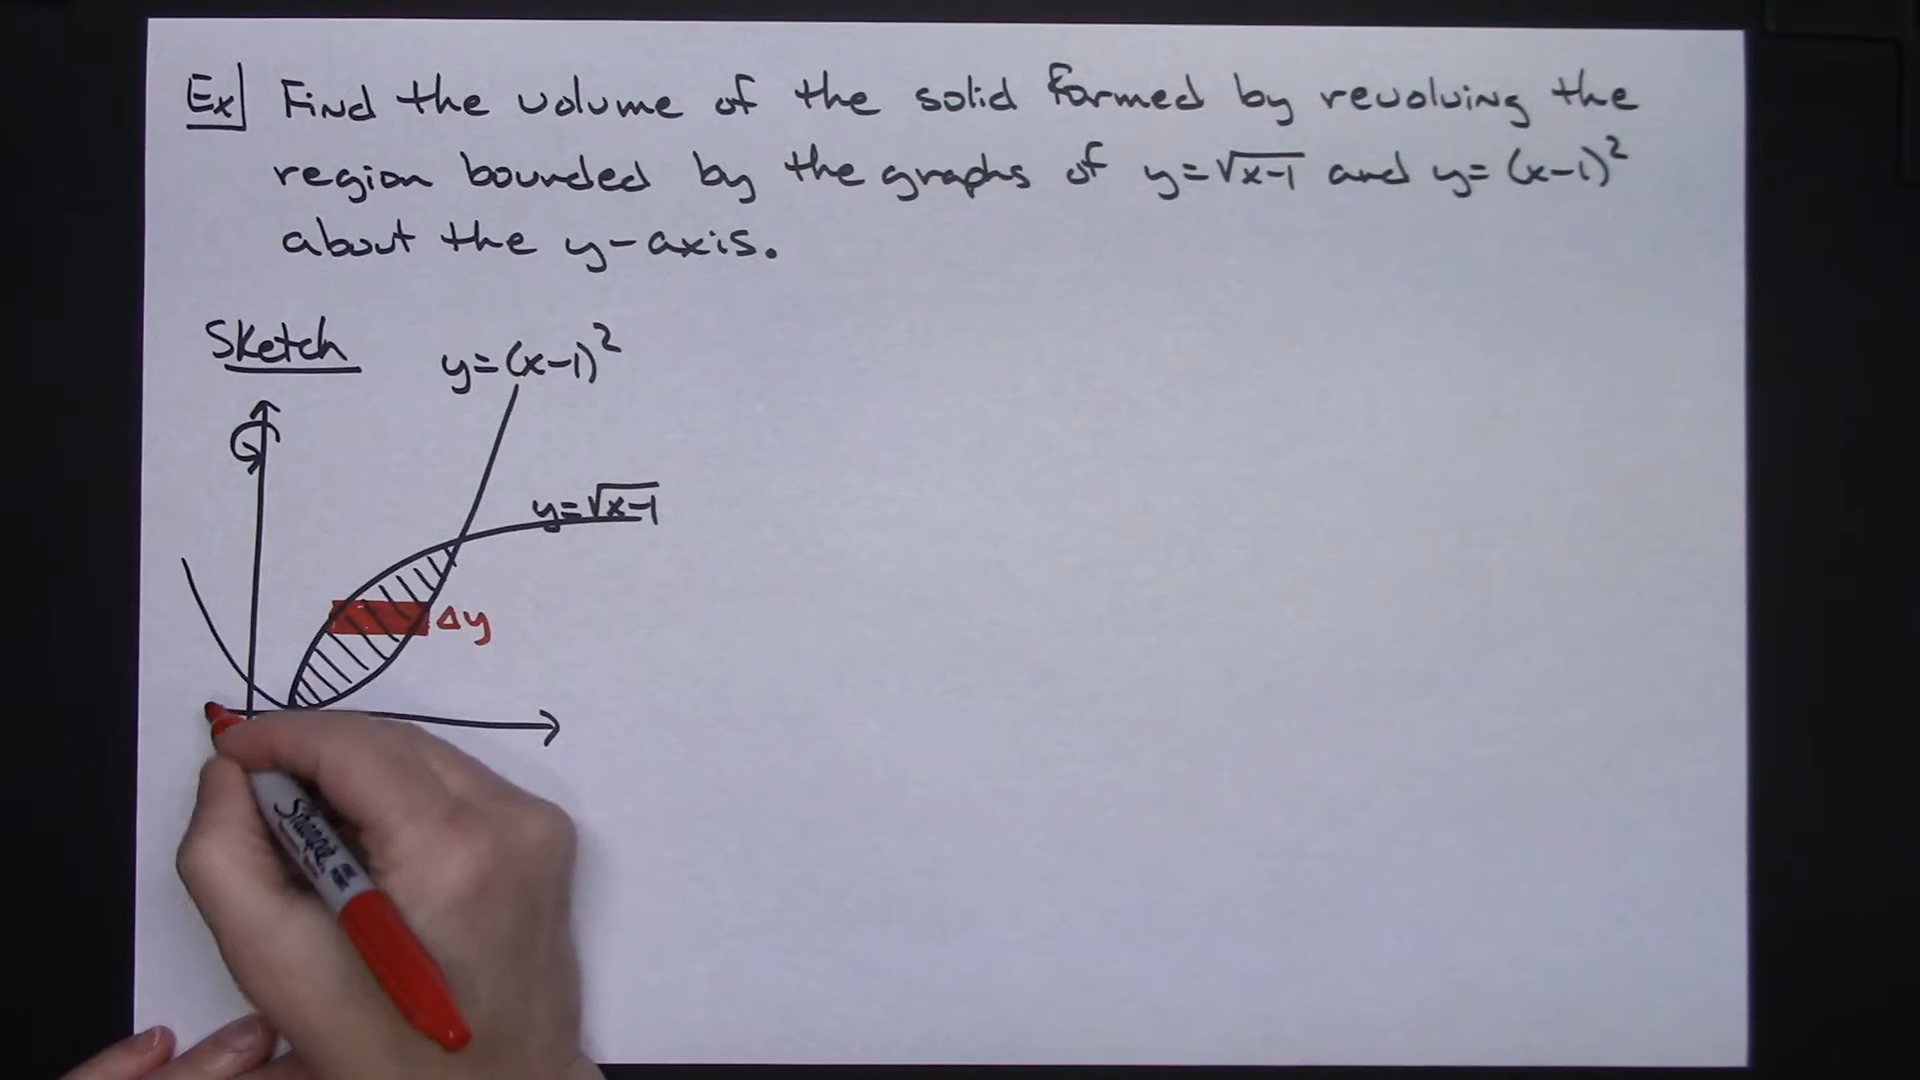 Ex Find the volume of the solid formed by revolving the
region bounded by the graphs of y=√x-1 and y=(x-1)²
about the y-axis.
Sketch
y=(x-1)²
y=√x-1
Δy
Sharpie